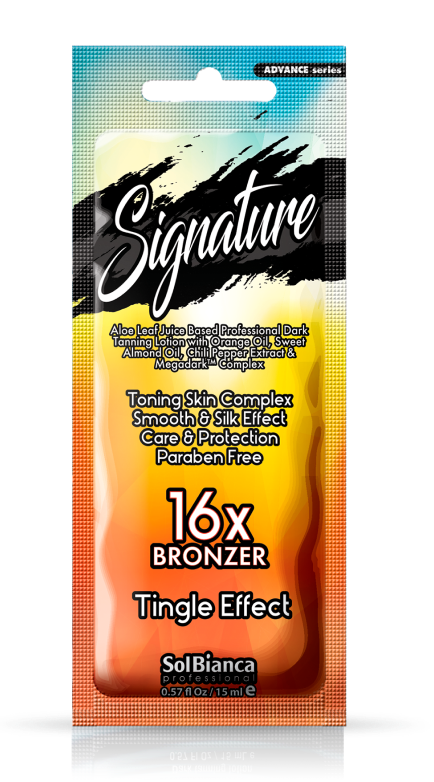 ADVANCE series
Signature
Aloe Leaf Juice Based Professional Dark
Tanning Lotion with Orange Oil, Sweet
Almond Oil, Chili Pepper Extract &
Megadark™ Complex
Toning Skin Complex
Smooth & Silk Effect
Care & Protection
Paraben Free
16x
BRONZER
Tingle Effect
SolBianca
professional
0.57 fl Oz / 15 ml e